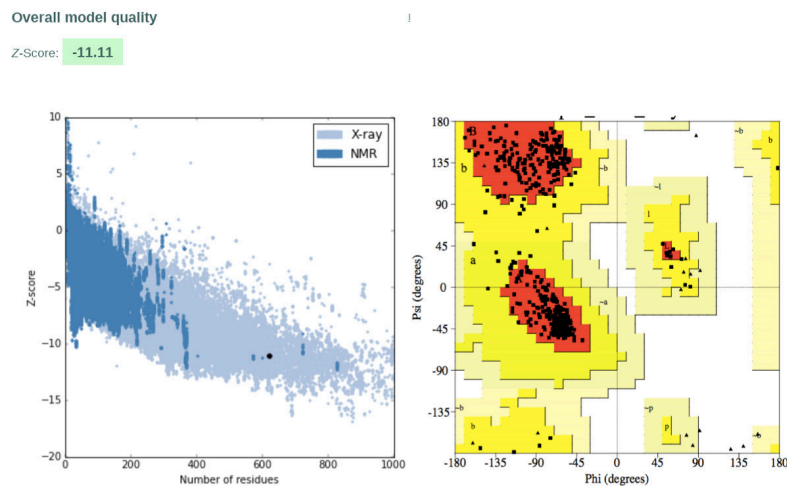 Overall model quality
Z-Score: -11.11
10
5
0
−5
−10
−15
−20
Z-score
X-ray
NMR
0
200
400
600
800
1000
Number of residues
180
135
90
45
0
-45
-90
-135
-180
Psi (degrees)
B
b
a
~b
~l
l
L
~a
~b
b
~b
b
~p
p
~b
-180
-135
-90
-45
0
45
90
135
180
Phi (degrees)